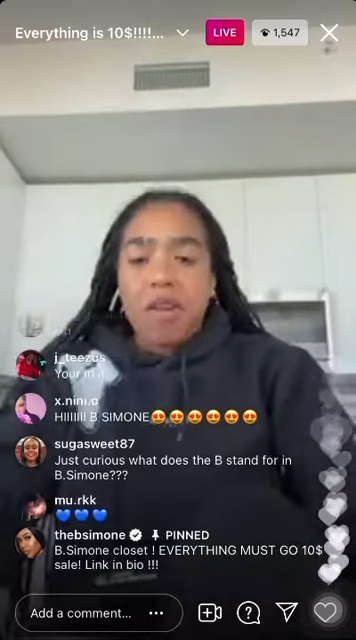 Everything is 10$!!!!...
LIVE
1,547
j_teezus
Your
x.nini.o
HIIIIIII B SIMONE😍😍😍😍😍😍
sugasweet87
Just curious what does the B stand for in
B.Simone???
mu.rkk
💙💙💙
thebsimone PINNED
B.Simone closet ! EVERYTHING MUST GO 10$
sale! Link in bio !!!
Add a comment...